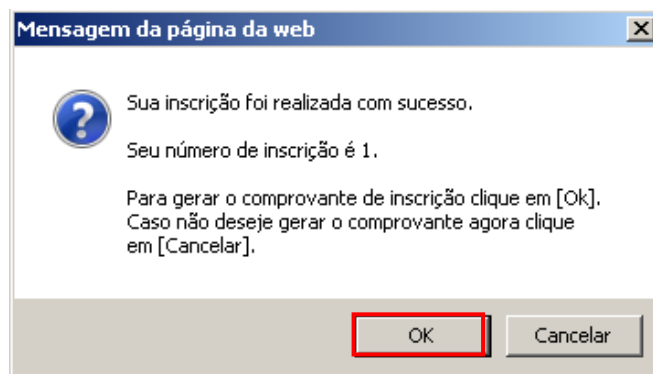 Mensagem da página da web
Sua inscrição foi realizada com sucesso.
Seu número de inscrição é 1.
Para gerar o comprovante de inscrição clique em [Ok].
Caso não deseje gerar o comprovante agora clique
em [Cancelar].
OK
Cancelar